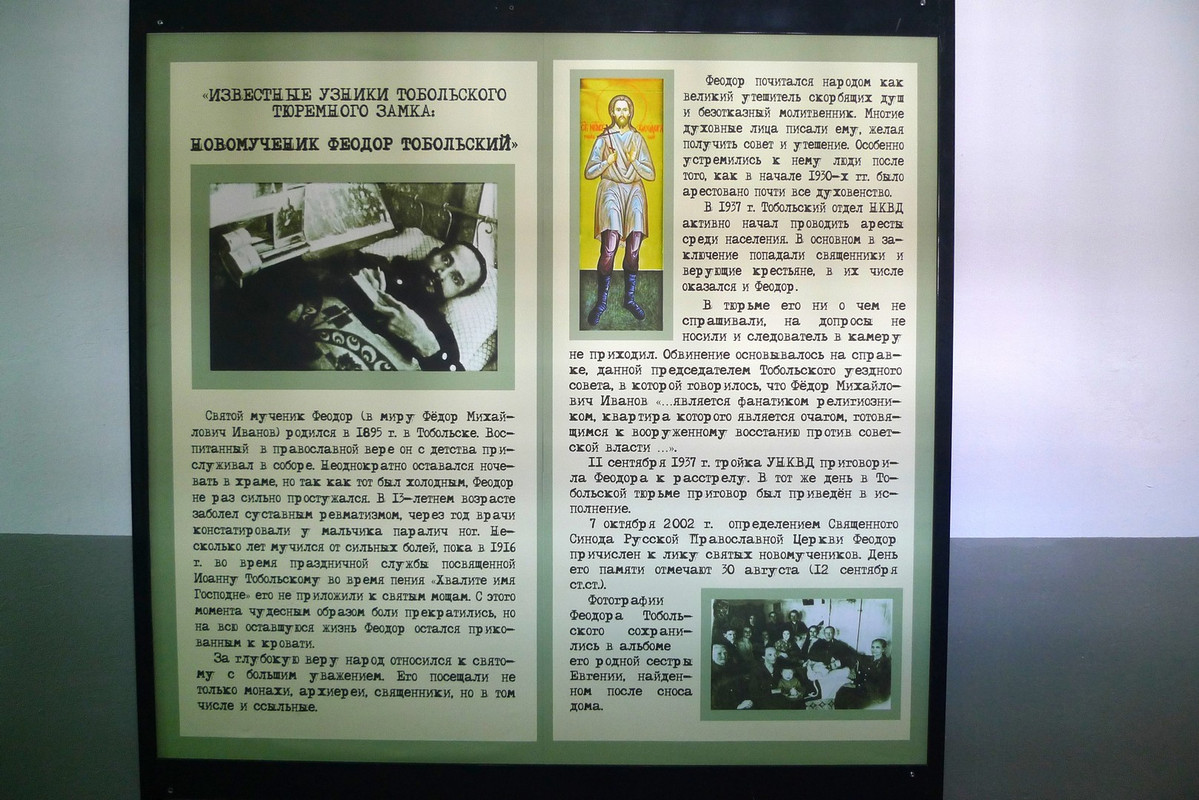 «ИЗВЕСТНЫЕ УЗНИКИ ТОБОЛЬСКОГО
ТЮРЕМНОГО ЗАМКА:
НОВОМУЧЕНИК ФЕОДОР ТОБОЛЬСКИЙ»
Святой мученик Феодор (в миру Фёдор Михай-
лович Иванов) родился в 1895 г. в Тобольске. Вос-
питанный в православной вере он с детства при-
служивал в соборе. Неоднократно оставался ноче-
вать в храме, но так как тот был холодным, Феодор
не раз сильно простужался. В 13-летнем возрасте
заболел суставным ревматизмом, через год врачи
констатировали у мальчика паралич ног. Не-
сколько лет мучился от сильных болей, пока в 1916
г. во время праздничной службы посвященной
Иоанну Тобольскому во время пения «Хвалите имя
Господне» его не приложили к святым мощам. С этого
момента чудесным образом боли прекратились, но
на всю оставшуюся жизнь Феодор остался прико-
ванным к кровати.
За глубокую веру народ относился к свято-
му с большим уважением. Его посещали не
только монахи, архиереи, священники, но в том
числе и ссыльные.
Феодор почитался народом как
великий утешитель скорбящих душ
и безотказный молитвенник. Многие
духовные лица писали ему, желая
получить совет и утешение. Особенно
устремились к нему люди после
того, как в начале 1930-х гг. было
арестовано почти все духовенство.
В 1937 г. Тобольский отдел НКВД
активно начал проводить аресты
среди населения. В основном в за-
ключение попадали священники и
верующие крестьяне, в их числе
оказался и Феодор.
В тюрьме его ни о чем не
спрашивали, на допросы не
носили и следователь в камеру
не приходил. Обвинение основывалось на справ-
ке, данной председателем Тобольского уездного
совета, в которой говорилось, что Фёдор Михайло-
вич Иванов «...является фанатиком религиозни-
ком, квартира которого является очагом, готовя-
щимся к вооруженному восстанию против совет-
ской власти ...».
11 сентября 1937 г. тройка УНКВД приговори-
ла Феодора к расстрелу. В тот же день в То-
больской тюрьме приговор был приведён в ис-
полнение.
7 октября 2002 г. определением Священного
Синода Русской Православной Церкви Феодор
причислен к лику святых новомучеников. День
его памяти отмечают 30 августа (12 сентября
ст.ст.).
Фотографии
Феодора Тоболь-
ского сохрани-
лись в альбоме
его родной сестры
Евгении, найден-
ном после сноса
дома.